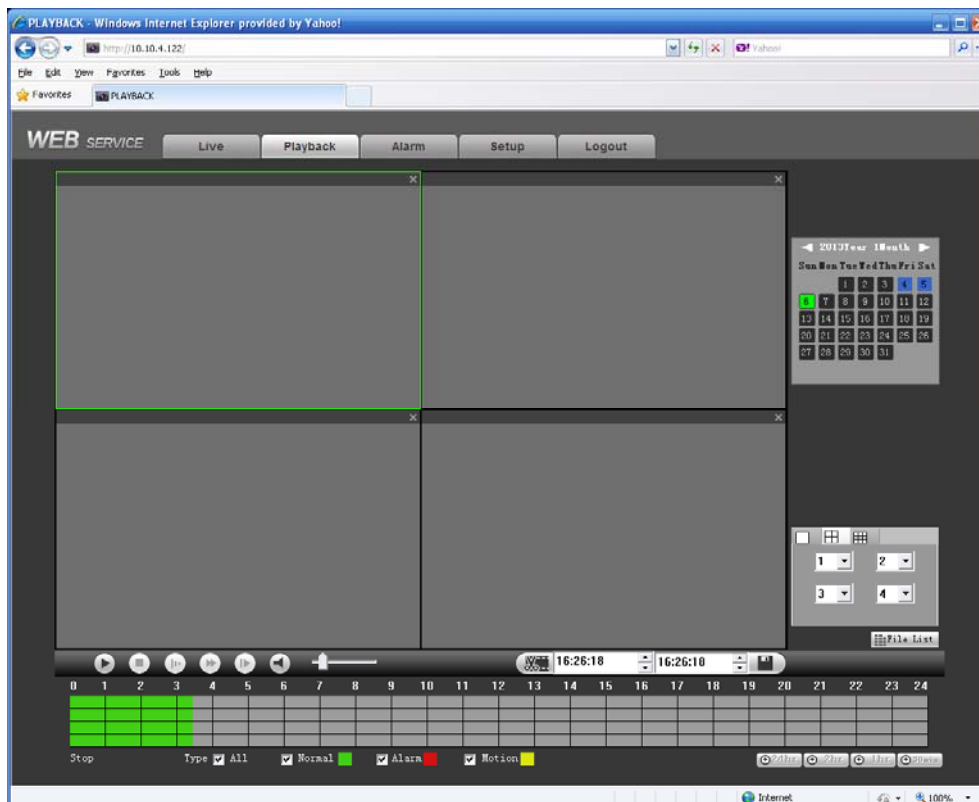 PLAYBACK - Windows Internet Explorer provided by Yahoo!
http://10.10.4.122/
Yahoo!
File Edit View Favorites Tools Help
Favorites PLAYBACK
WEB SERVICE Live Playback Alarm Setup Logout
2013Year 1Month
Sun Mon Tue Wed Thu Fri Sat
1 2 3 4 5
6 7 8 9 10 11 12
13 14 15 16 17 18 19
20 21 22 23 24 25 26
27 28 29 30 31
1 2
3 4
File List
16:26:18 16:26:18
0 1 2 3 4 5 6 7 8 9 10 11 12 13 14 15 16 17 18 19 20 21 22 23 24
Stop Type All Normal Alarm Motion 24hr 2hr 1hr 30min
Internet 100%